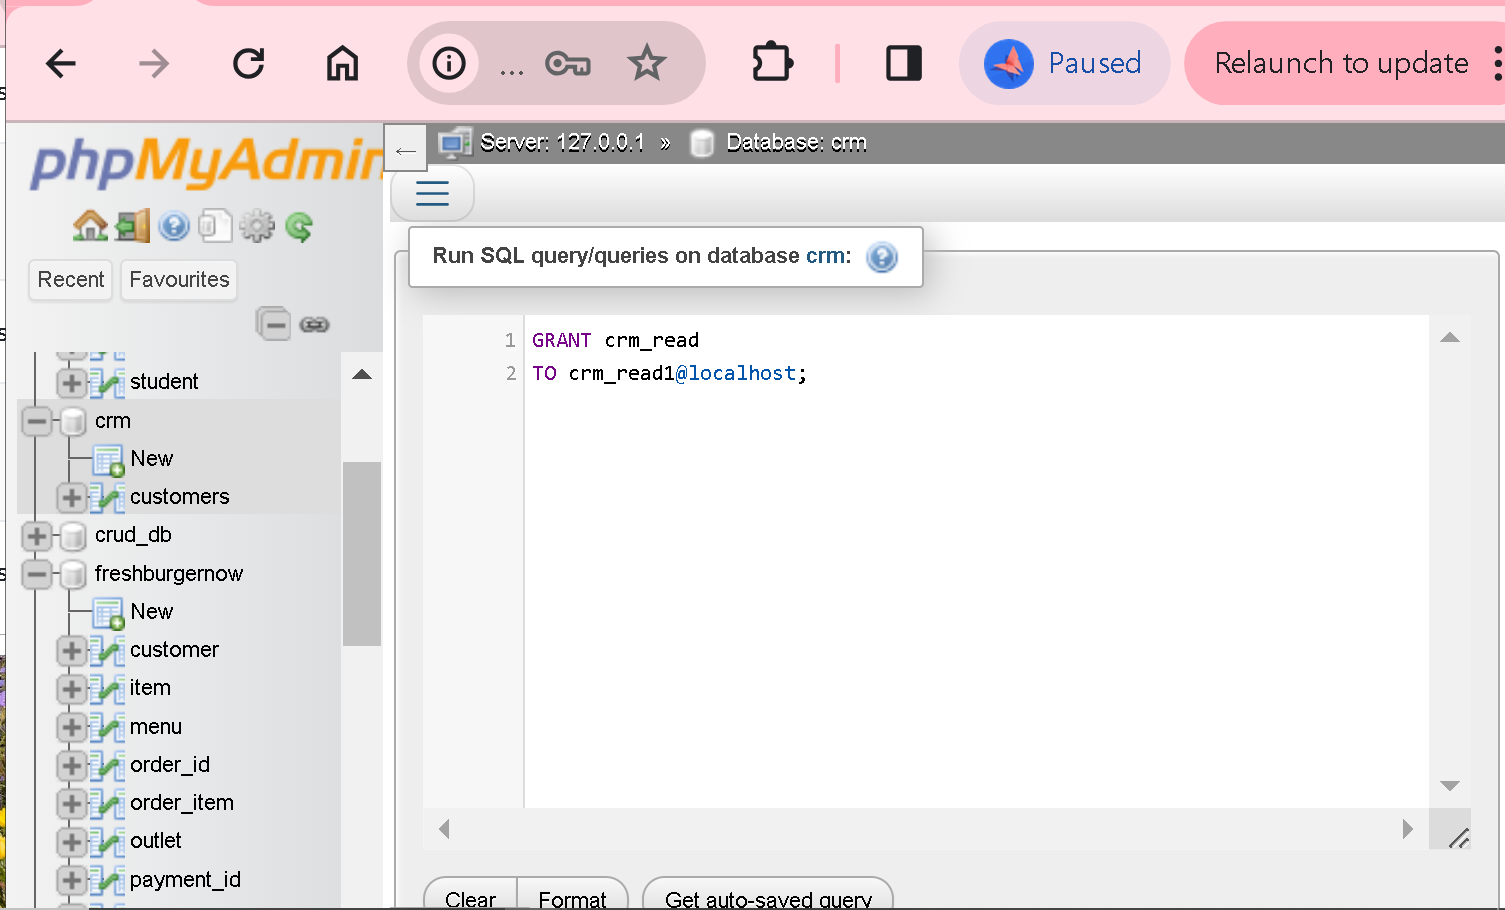 ... Paused Relaunch to update
phpMyAdmin
Server: 127.0.0.1 » Database: crm
Recent Favourites
student
crm
New
customers
crud_db
freshburgernow
New
customer
item
menu
order_id
order_item
outlet
payment_id
Run SQL query/queries on database crm:
1 GRANT crm_read
2 TO crm_read1@localhost;
Clear Format Get auto-saved query